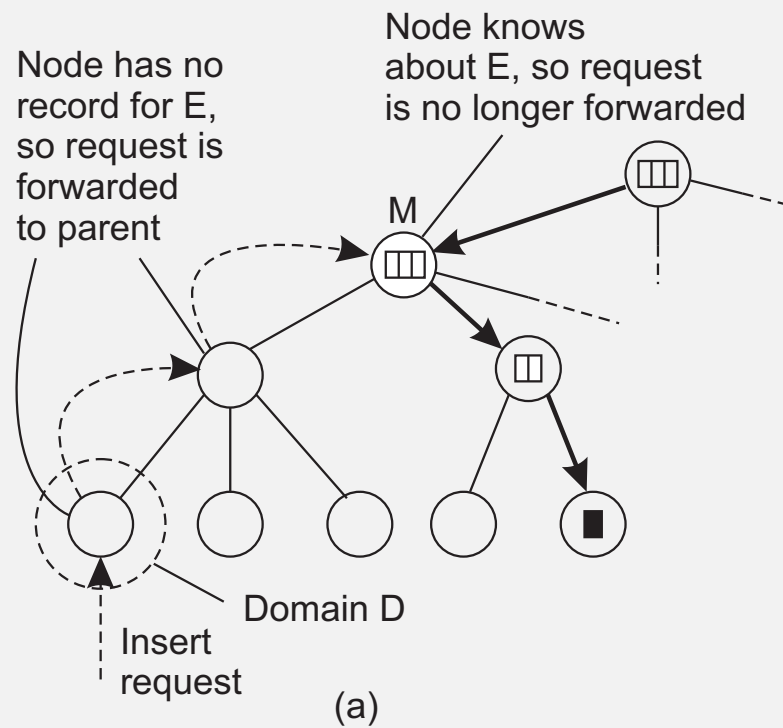 Node has no
record for E,
so request is
forwarded
to parent
Node knows
about E, so request
is no longer forwarded
M
Domain D
Insert
request
(a)